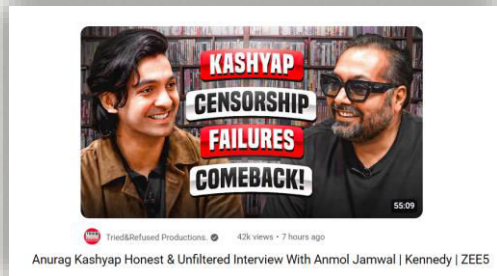 KASHYAP
CENSORSHIP
FAILURES
COMEBACK!
55:09
Tried&Refused Productions. 42k views • 7 hours ago
Anurag Kashyap Honest & Unfiltered Interview With Anmol Jamwal | Kennedy | ZEE5